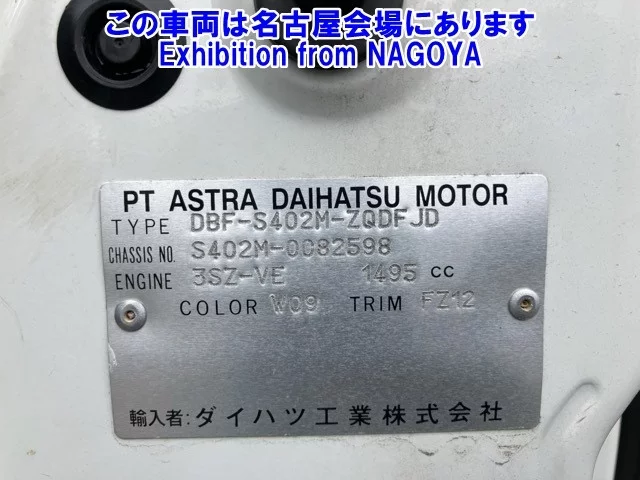 この車両は名古屋会場にあります
Exhibition from NAGOYA
PT ASTRA DAIHATSU MOTOR
TYPE DBF-S402M-ZQDFJD
CHASSIS NO. S402M-0082598
ENGINE 3SZ-VE 1495 CC
COLOR W09 TRIM FZ12
輸入者: ダイハツ工業株式会社